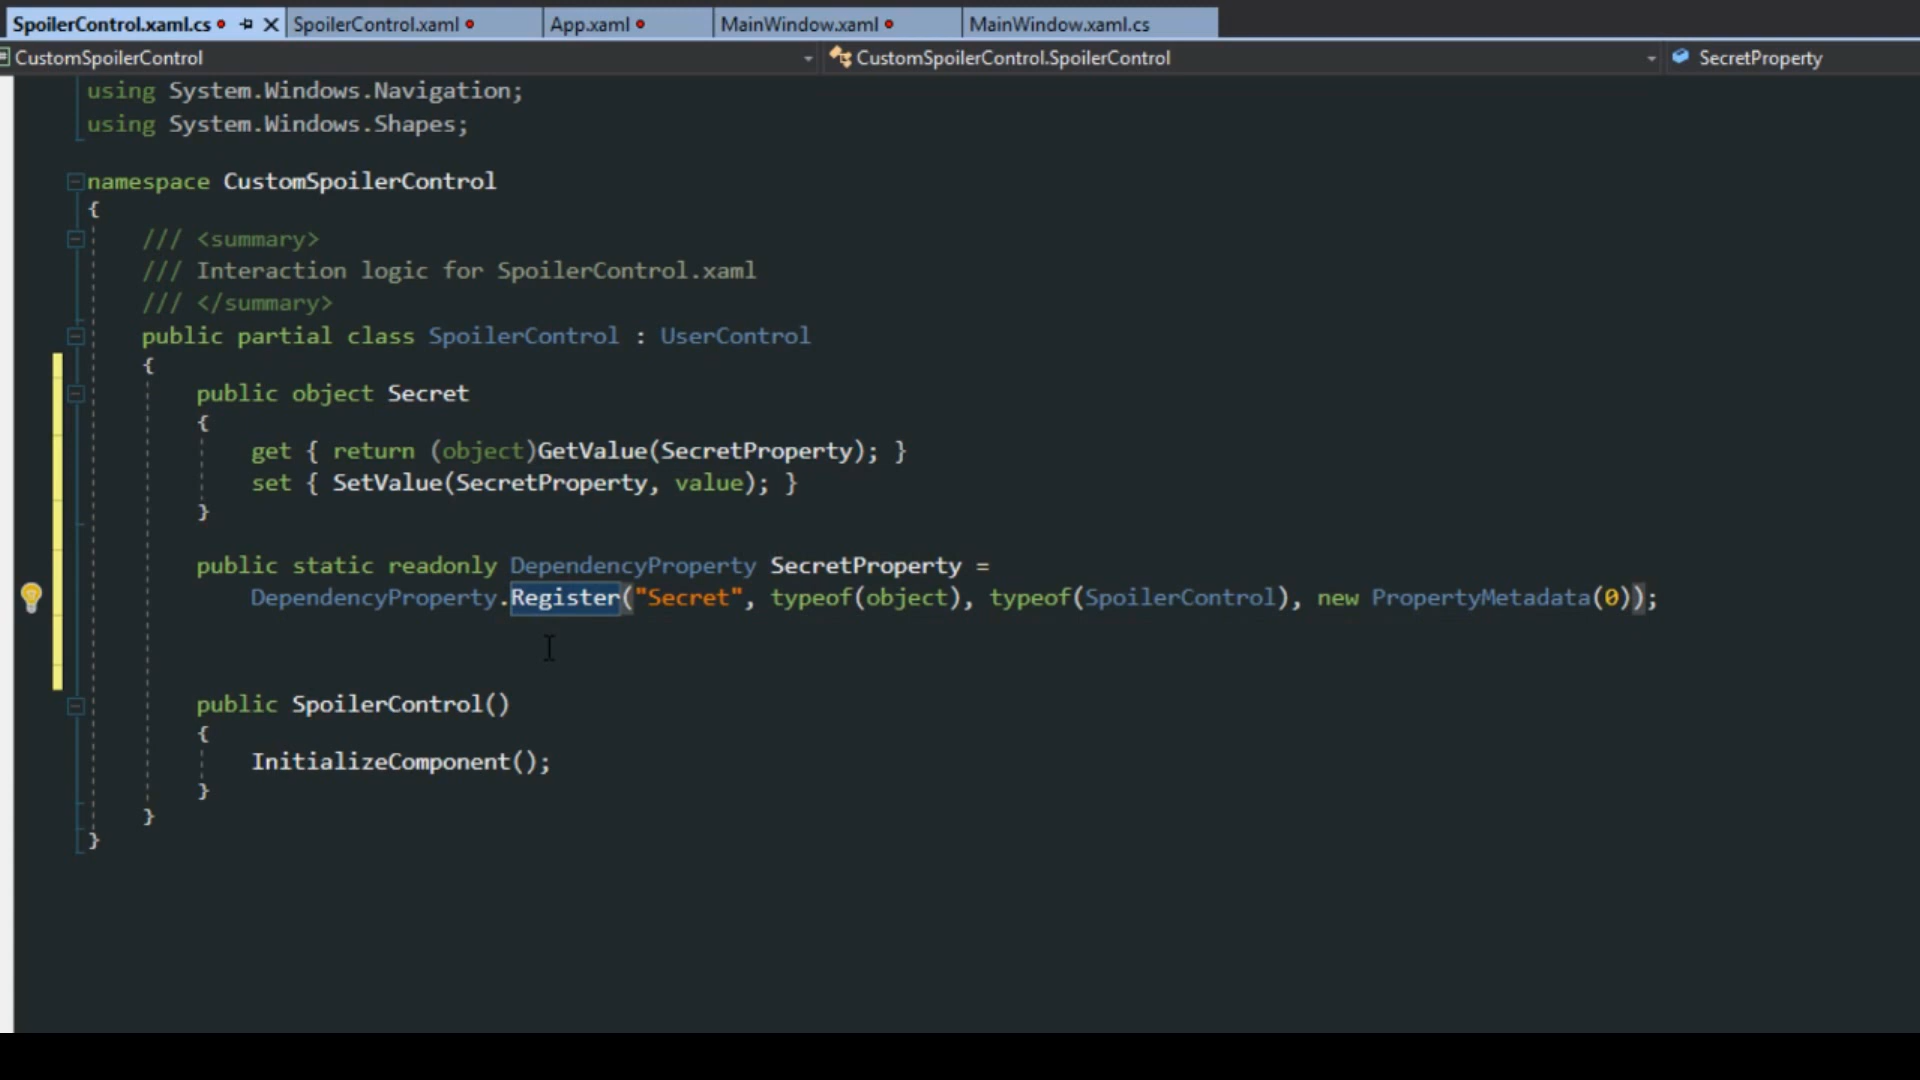 SpoilerControl.xaml.cs SpoilerControl.xaml App.xaml MainWindow.xaml MainWindow.xaml.cs
CustomSpoilerControl CustomSpoilerControl.SpoilerControl SecretProperty
using System.Windows.Navigation;
using System.Windows.Shapes;
namespace CustomSpoilerControl
{
/// <summary>
/// Interaction logic for SpoilerControl.xaml
/// </summary>
public partial class SpoilerControl : UserControl
{
public object Secret
{
get { return (object)GetValue(SecretProperty); }
set { SetValue(SecretProperty, value); }
}
public static readonly DependencyProperty SecretProperty =
DependencyProperty.Register("Secret", typeof(object), typeof(SpoilerControl), new PropertyMetadata(0));
public SpoilerControl()
{
InitializeComponent();
}
}
}